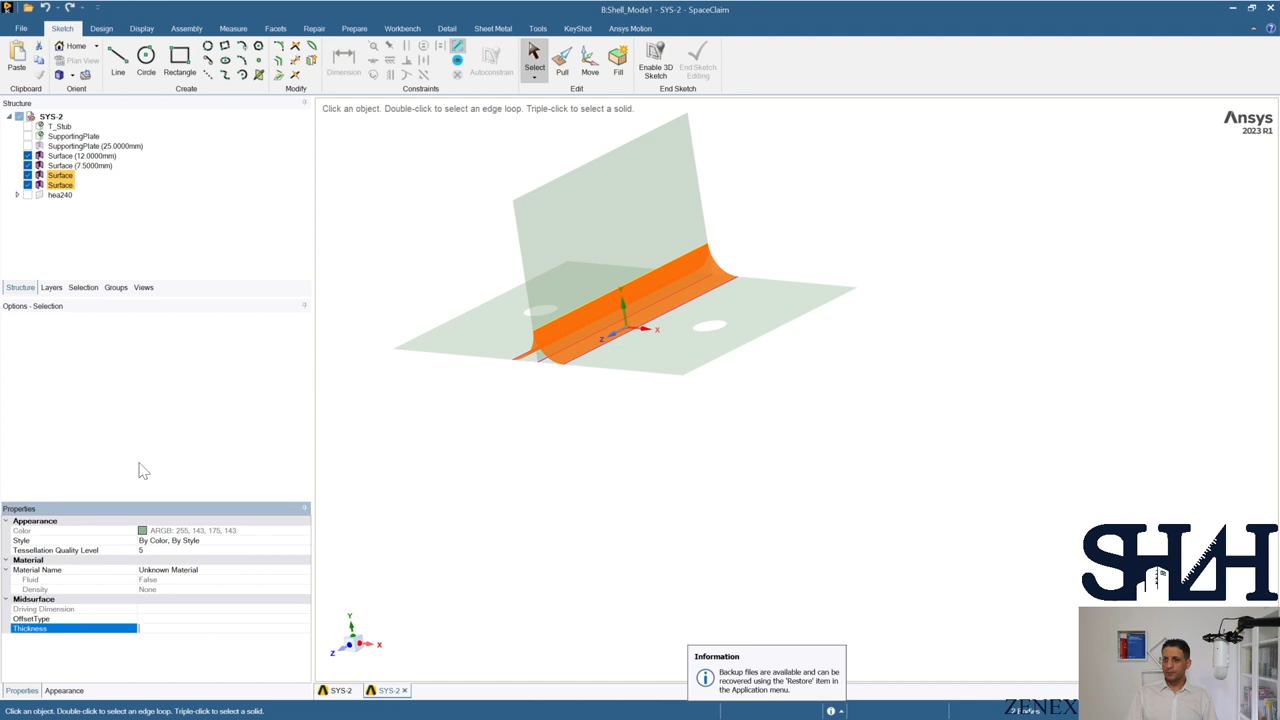 B:Shell_Mode1 - SYS-2 - SpaceClaim
File Sketch Design Display Assembly Measure Facets Repair Prepare Workbench Detail Sheet Metal Tools KeyShot Ansys Motion
Paste Home Plan View Line Circle Rectangle Dimension Autoconstrain Select Pull Move Fill Enable 3D Sketch End Sketch Editing
Clipboard Orient Create Modify Constraints Edit End Sketch
Structure
Click an object. Double-click to select an edge loop. Triple-click to select a solid.
SYS-2
T_Stub
SupportingPlate
SupportingPlate (25.0000mm)
Surface (12.0000mm)
Surface (7.5000mm)
Surface
Surface
hea240
Ansys
2023 R1
Structure Layers Selection Groups Views
Options - Selection
X
Y
Z
Properties
Appearance
Color ARGB: 255, 143, 175, 143
Style By Color, By Style
Tessellation Quality Level 5
Material
Material Name Unknown Material
Fluid False
Density None
Midsurface
Driving Dimension
OffsetType
Thickness
Y
X
Z
SHZH
Information
Backup files are available and can be
recovered using the 'Restore' item in
the Application menu.
Properties Appearance
SYS-2 SYS-2
Click an object. Double-click to select an edge loop. Triple-click to select a solid.
ZENEX